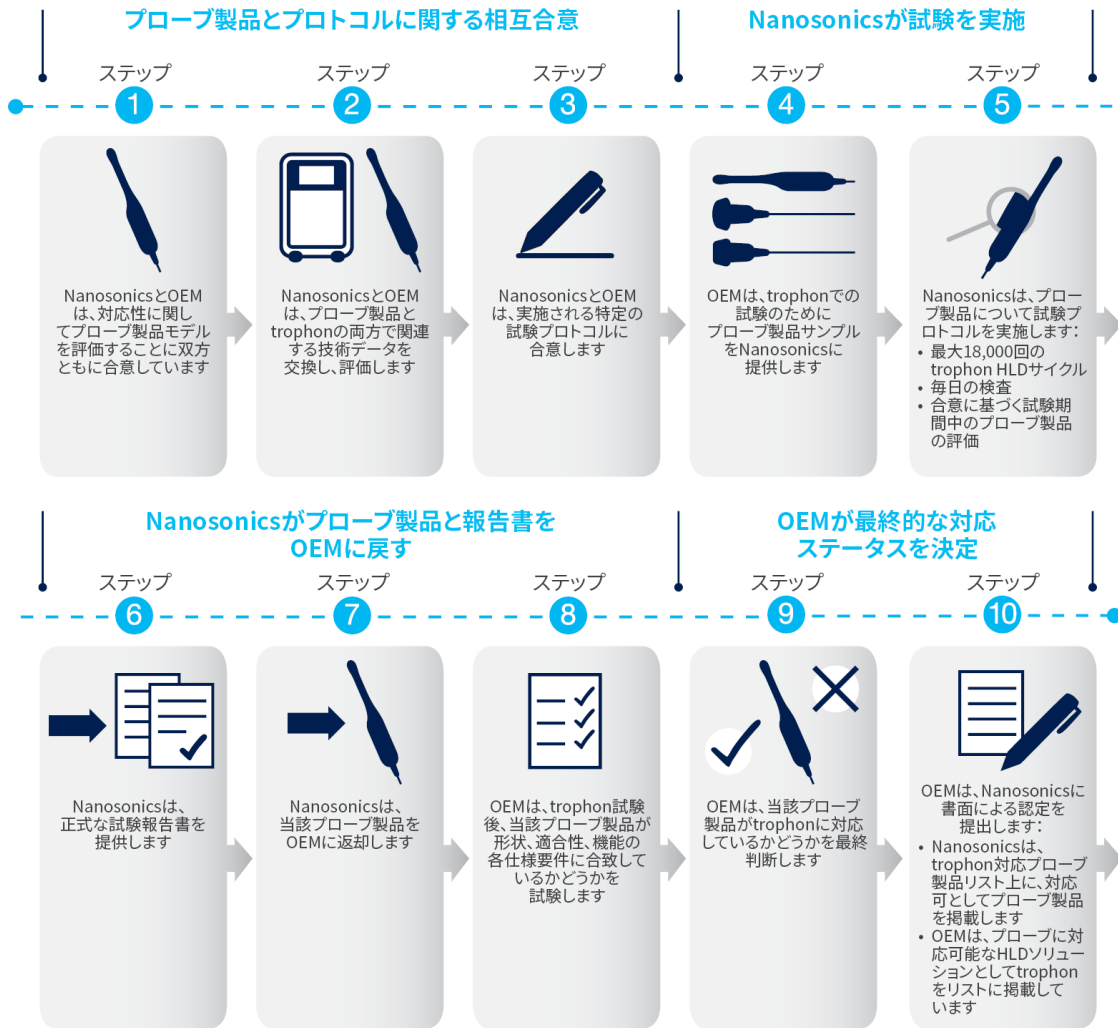 プローブ製品とプロトコルに関する相互合意
Nanosonicsが試験を実施
ステップ
1
NanosonicsとOEM
は、対応性に関し
てプローブ製品モデル
を評価することに双方
ともに合意しています
ステップ
2
NanosonicsとOEM
は、プローブ製品と
trophonの両方で関連
する技術データを
交換し、評価します
ステップ
3
NanosonicsとOEM
は、実施される特定の
試験プロトコルに
合意します
ステップ
4
OEMは、trophonでの
試験のために
プローブ製品サンプル
をNanosonicsに
提供します
ステップ
5
Nanosonicsは、プロー
ブ製品について試験プ
ロトコルを実施します：
• 最大18,000回の
trophon HLDサイクル
• 毎日の検査
• 合意に基づく試験期
間中のプローブ製品
の評価
Nanosonicsがプローブ製品と報告書を
OEMに戻す
OEMが最終的な対応
ステータスを決定
ステップ
6
Nanosonicsは、
正式な試験報告書を
提供します
ステップ
7
Nanosonicsは、
当該プローブ製品を
OEMに返却します
ステップ
8
OEMは、trophon試験
後、当該プローブ製品が
形状、適合性、機能の
各仕様要件に合致して
いるかどうかを
試験します
ステップ
9
OEMは、当該プローブ
製品がtrophonに対応
しているかどうかを最終
判断します
ステップ
10
OEMは、Nanosonicsに
書面による認定を
提出します：
• Nanosonicsは、
trophon対応プローブ
製品リスト上に、対応
可としてプローブ製品
を掲載します
• OEMは、プローブに対
応可能なHLDソリュー
ションとしてtrophon
をリストに掲載して
います